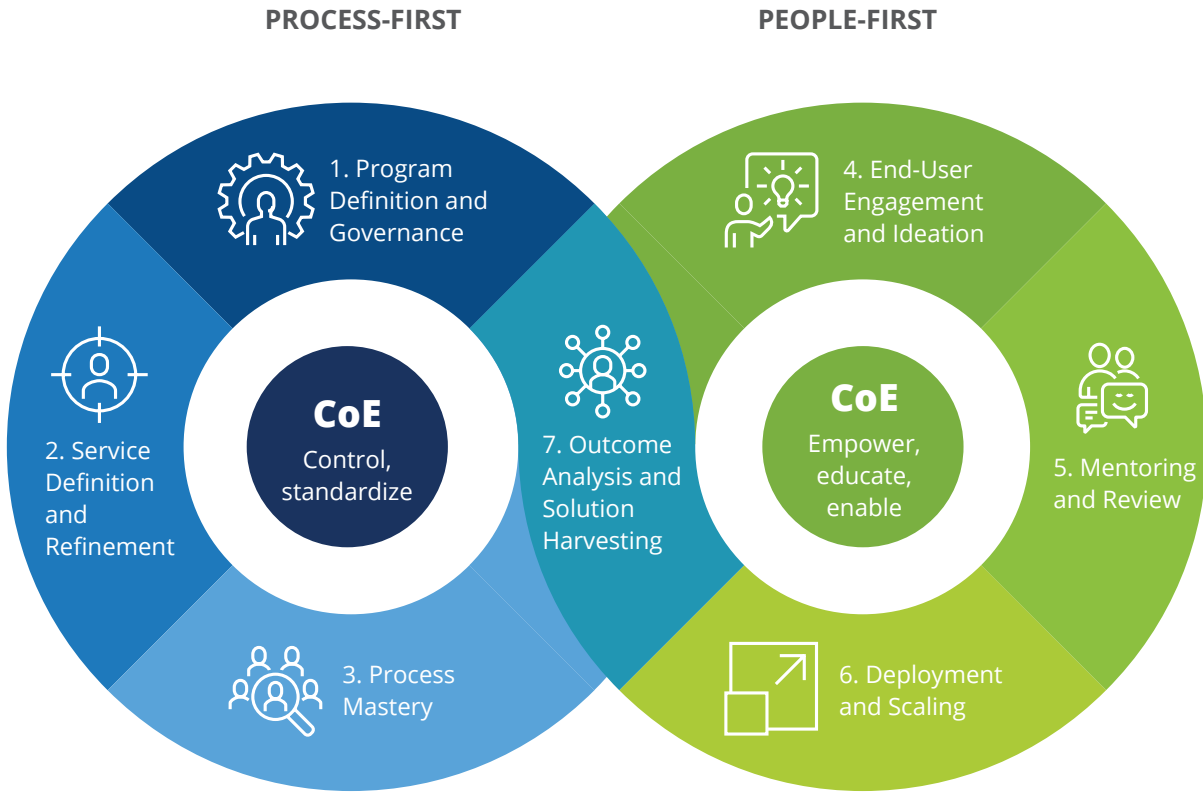 PROCESS-FIRST
PEOPLE-FIRST
1. Program
Definition and
Governance
2. Service
Definition
and
Refinement
CoE
Control,
standardize
3. Process
Mastery
7. Outcome
Analysis and
Solution
Harvesting
4. End-User
Engagement
and Ideation
CoE
Empower,
educate,
enable
5. Mentoring
and Review
6. Deployment
and Scaling